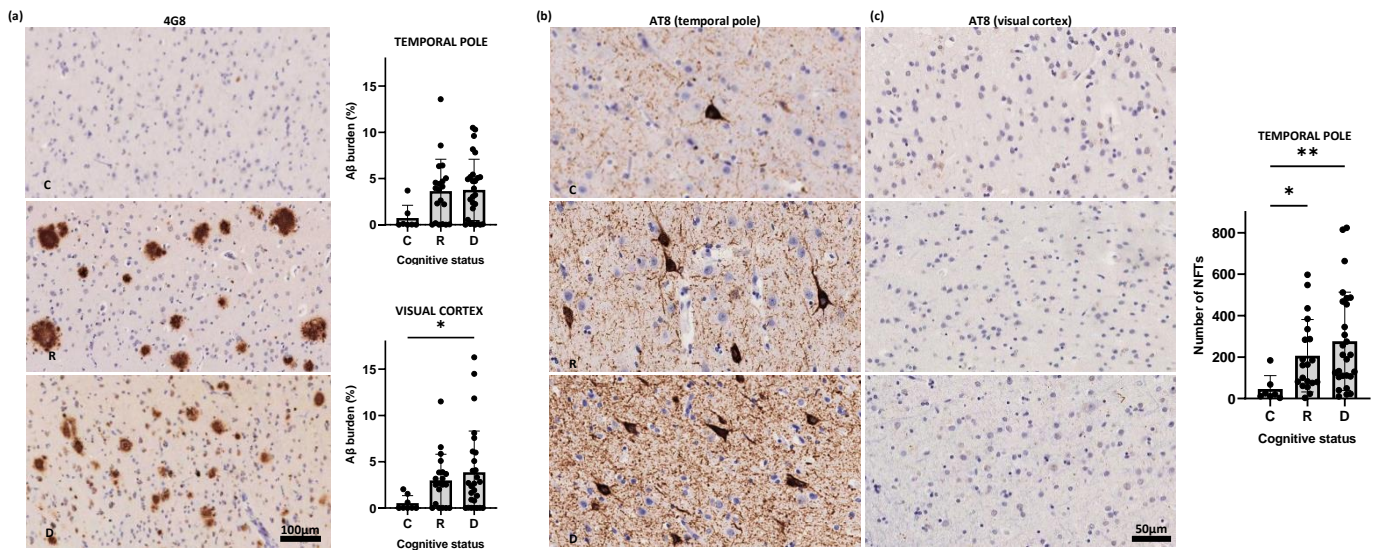 (a)
4G8
C
R
D
100µm
TEMPORAL POLE
Aβ burden (%)
15
10
5
0
C R D
Cognitive status
VISUAL CORTEX
*
Aβ burden (%)
15
10
5
0
C R D
Cognitive status
(b)
AT8 (temporal pole)
C
R
D
(c)
AT8 (visual cortex)
50µm
TEMPORAL POLE
**
*
Number of NFTs
800
600
400
200
0
C R D
Cognitive status